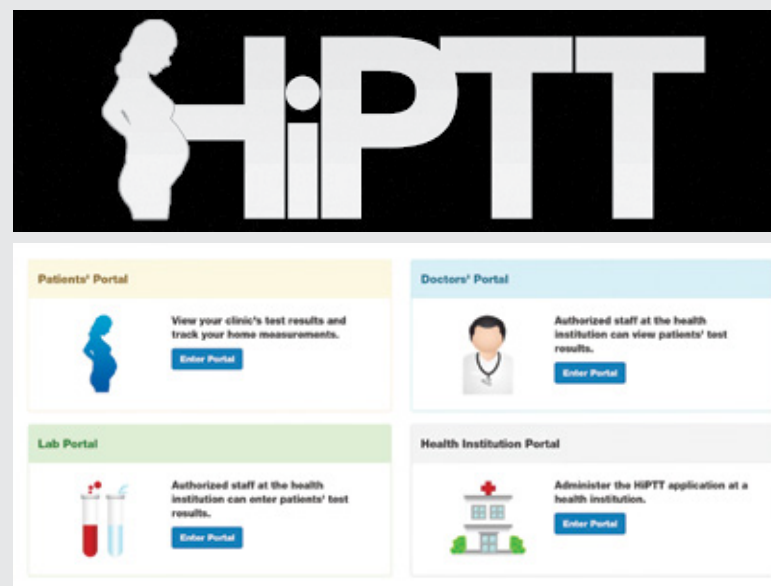 HiPTT
Patients' Portal
View your clinic's test results and
track your home measurements.
Enter Portal
Doctors' Portal
Authorized staff at the health
institution can view patients' test
results.
Enter Portal
Lab Portal
Authorized staff at the health
institution can enter patients' test
results.
Enter Portal
Health Institution Portal
Administer the HiPTT application at a
health institution.
Enter Portal